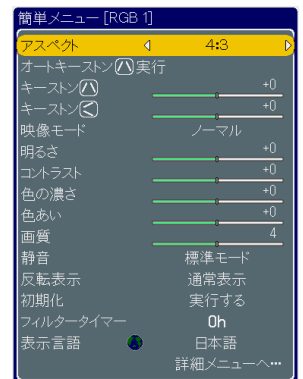 簡単メニュー [RGB 1]
アスペクト 4:3
オートキーストン 実行
キーストン +0
キーストン +0
映像モード ノーマル
明るさ +0
コントラスト +0
色の濃さ +0
色あい +0
画質 4
静音 標準モード
反転表示 通常表示
初期化 実行する
フィルタータイマー 0h
表示言語 日本語
詳細メニューへ…